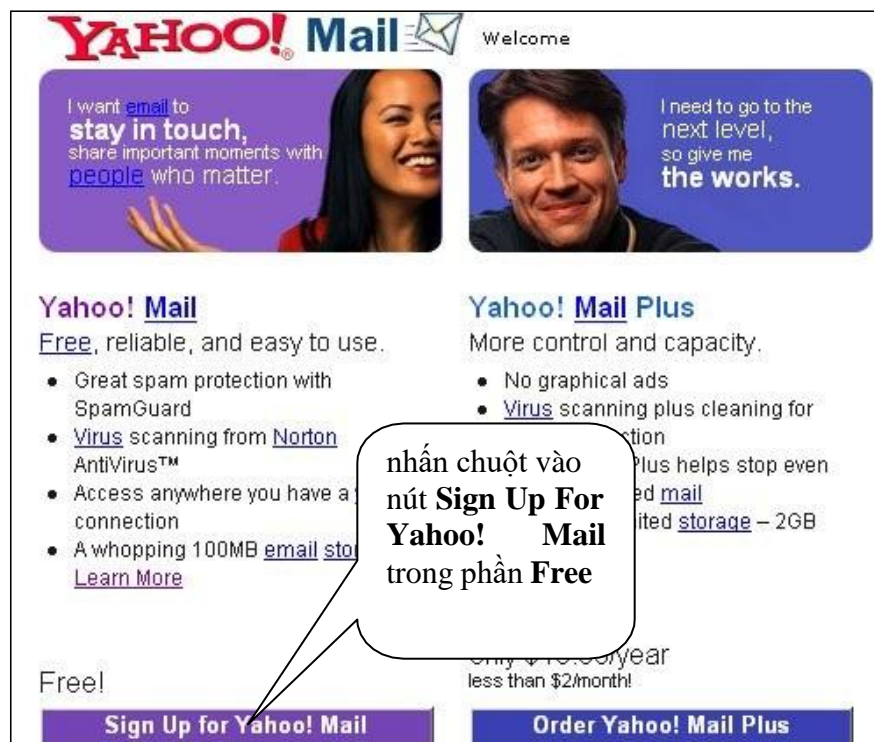 YAHOO! Mail Welcome
I want email to
stay in touch,
share important moments with
people who matter.
I need to go to the
next level,
so give me
the works.
Yahoo! Mail
Free, reliable, and easy to use.
• Great spam protection with
SpamGuard
• Virus scanning from Norton
AntiVirus™
• Access anywhere you have a
connection
• A whopping 100MB email
Learn More
Free!
Sign Up for Yahoo! Mail
Yahoo! Mail Plus
More control and capacity.
• No graphical ads
• Virus scanning plus cleaning for
Plus helps stop even
mail
storage – 2GB
less than $2/month!
Order Yahoo! Mail Plus
nhấn chuột vào
nút Sign Up For
Yahoo! Mail
trong phần Free